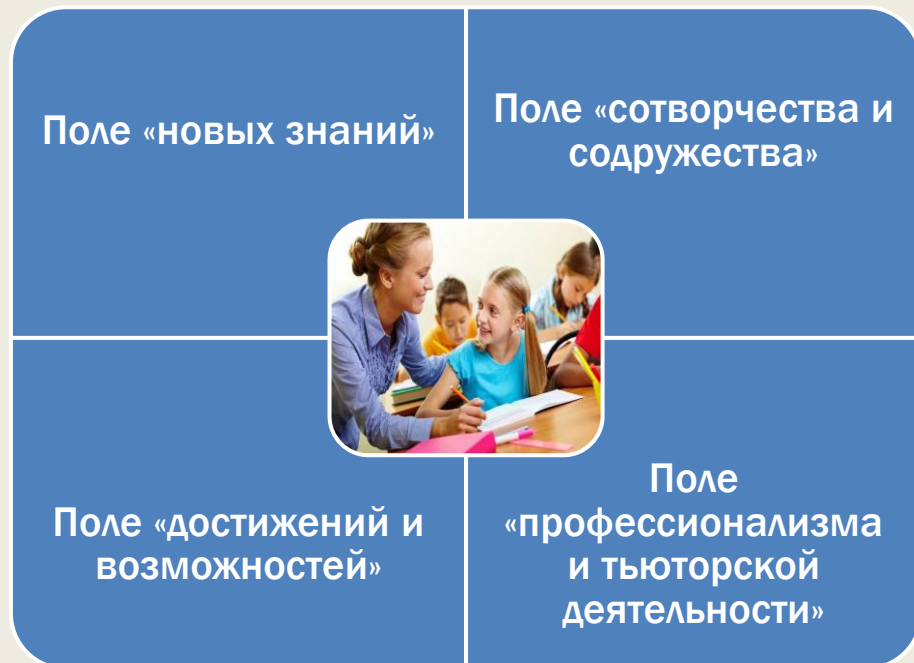 Поле «новых знаний»
Поле «сотворчества и
содружества»
Поле «достижений и
возможностей»
Поле
«профессионализма
и тьюторской
деятельности»